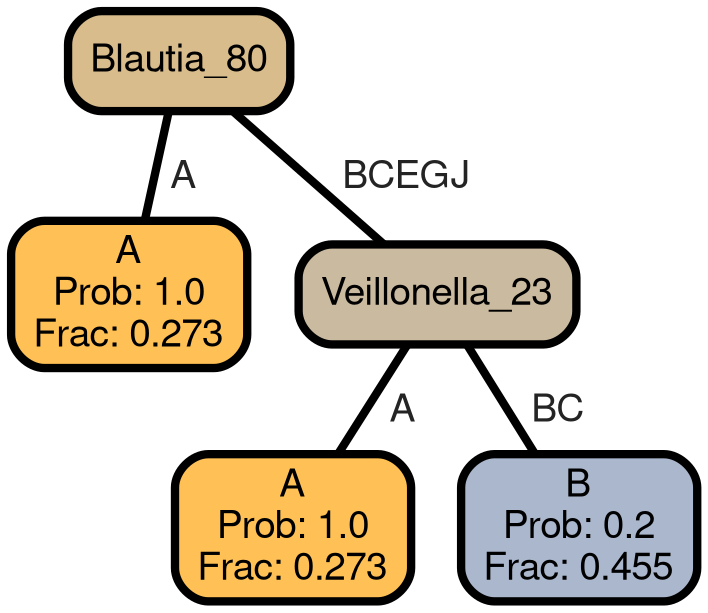 Blautia_80
A
BCEGJ
A
Prob: 1.0
Frac: 0.273
Veillonella_23
A
BC
A
Prob: 1.0
Frac: 0.273
B
Prob: 0.2
Frac: 0.455